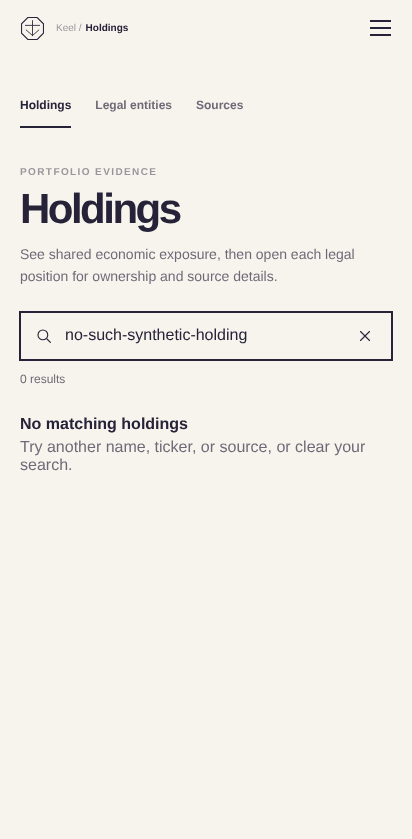 Keel / Holdings
Holdings Legal entities Sources
PORTFOLIO EVIDENCE
Holdings
See shared economic exposure, then open each legal
position for ownership and source details.
no-such-synthetic-holding
0 results
No matching holdings
Try another name, ticker, or source, or clear your
search.